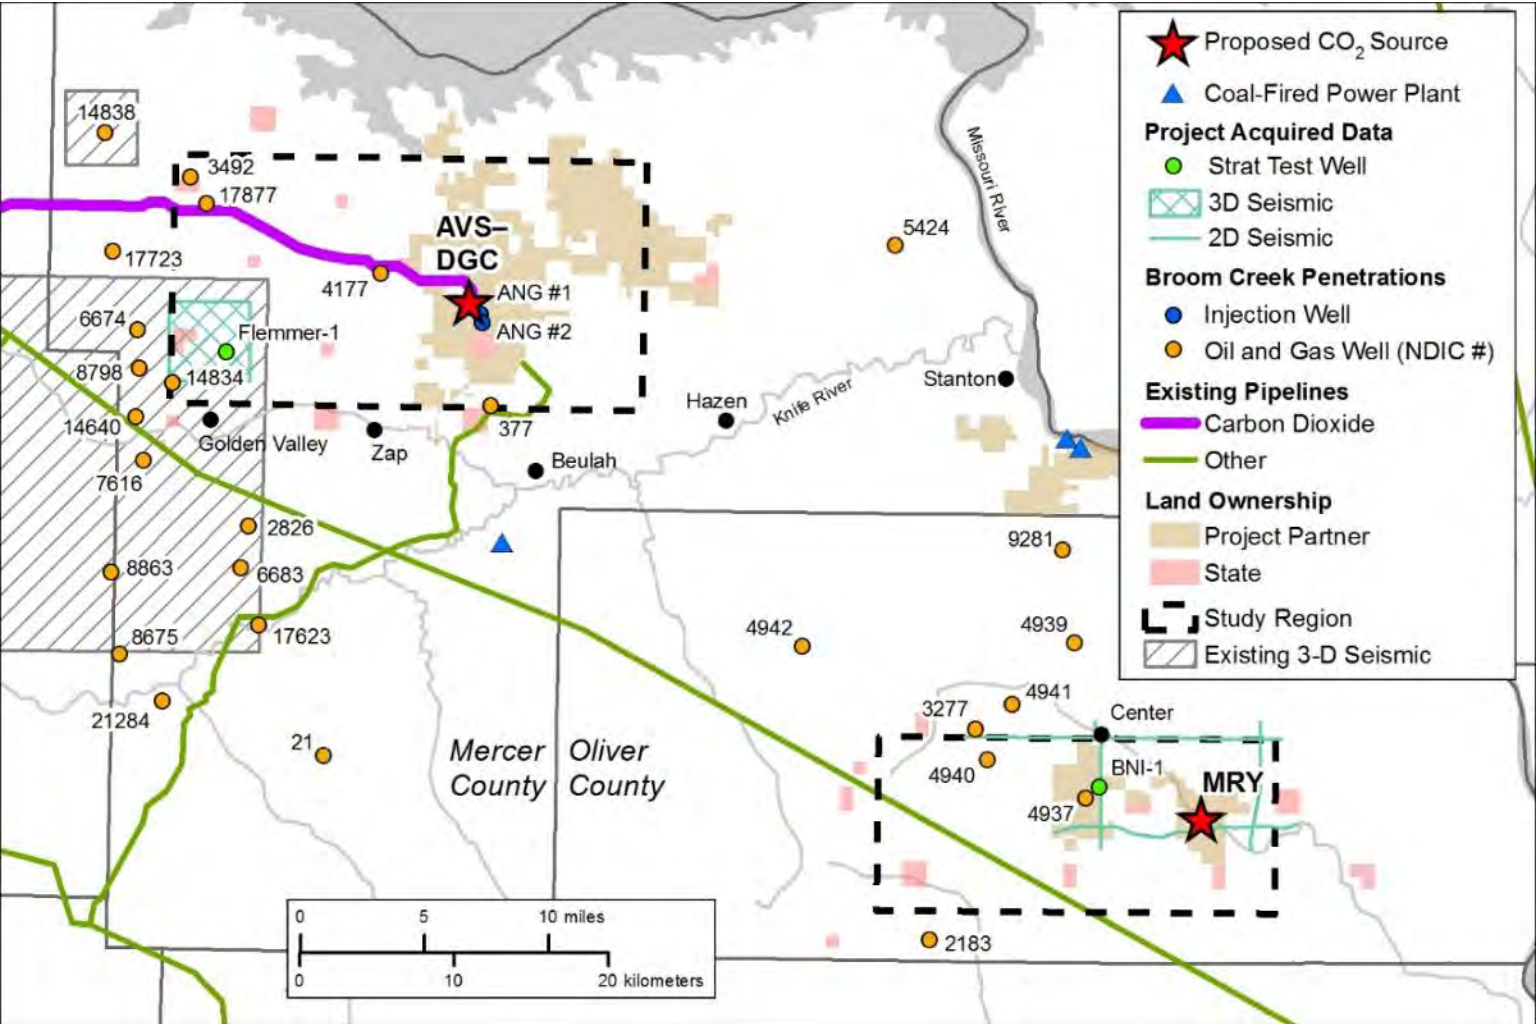 14838
3492
17877
17723
4177
AVS–
DGC
ANG #1
ANG #2
5424
Missouri River
6674
Flemmer-1
8798
14834
14640
Golden Valley
Zap
377
7616
Beulah
Hazen
Knife River
Stanton
2826
8863
6683
17623
8675
21284
21
Mercer
County
Oliver
County
9281
4942
4939
4941
3277
Center
4940
BNI-1
4937
MRY
2183
0 5 10 miles
0 10 20 kilometers
Proposed CO2 Source
Coal-Fired Power Plant
Project Acquired Data
Strat Test Well
3D Seismic
2D Seismic
Broom Creek Penetrations
Injection Well
Oil and Gas Well (NDIC #)
Existing Pipelines
Carbon Dioxide
Other
Land Ownership
Project Partner
State
Study Region
Existing 3-D Seismic